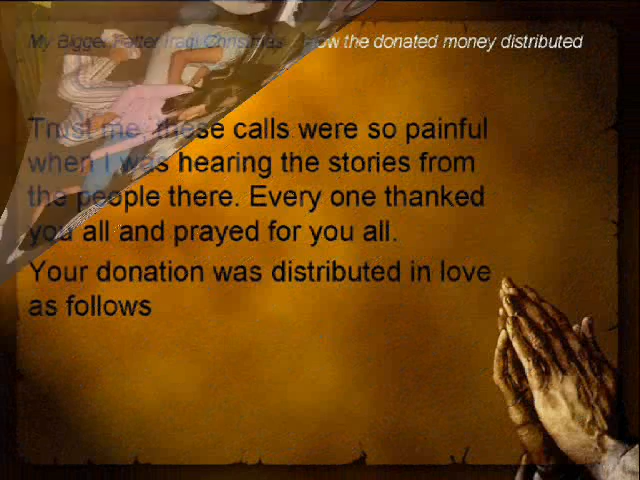 My Bigger Fatter Iraqi Christmas How the donated money distributed
Trust me, these calls were so painful
when I was hearing the stories from
the people there. Every one thanked
you all and prayed for you all.
Your donation was distributed in love
as follows